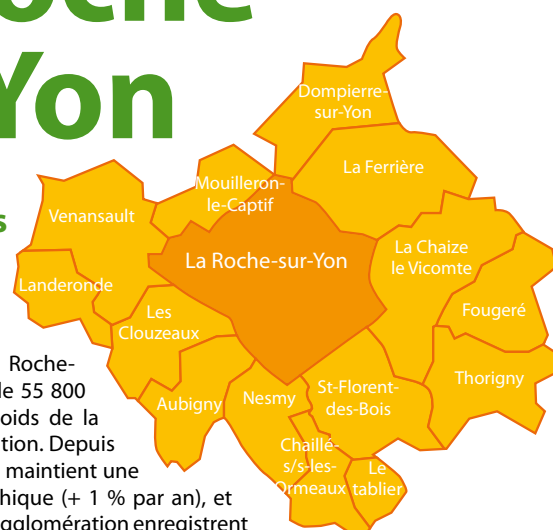 oche
Yon
s
Dompierre-
sur-Yon
La Ferrière
Mouilleron-
le-Captif
Venansault
La Roche-sur-Yon
La Chaize
le Vicomte
Landeronde
Les
Clouzeaux
Fougeré
Thorigny
Aubigny
Nesmy
St-Florent-
des-Bois
Chaillé-
s/s-les-
Ormeaux
Le
tablier
Roche-
le 55 800
oids de la
tion. Depuis
maintient une
hique (+ 1 % par an), et
gglomération enregistrent